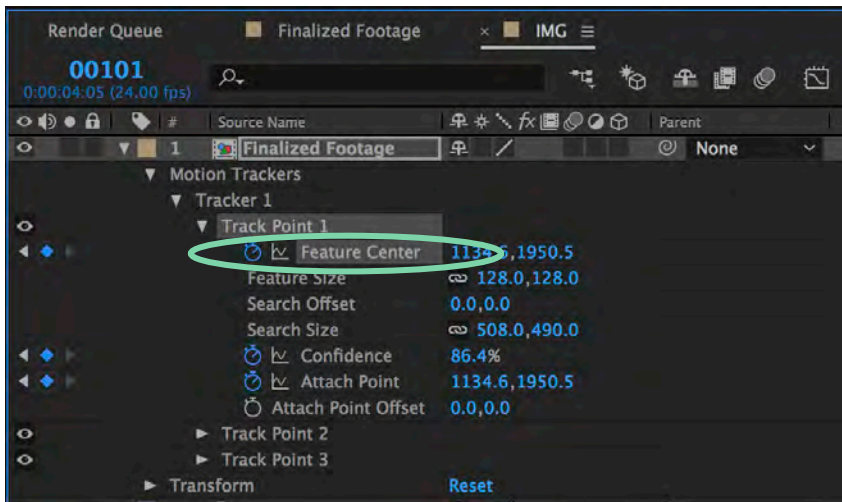 Render Queue Finalized Footage × IMG
00101
0:00:04:05 (24.00 fps)
# Source Name fx Parent
1 Finalized Footage None
Motion Trackers
Tracker 1
Track Point 1
Feature Center 1134.6,1950.5
Feature Size 128.0,128.0
Search Offset 0.0,0.0
Search Size 508.0,490.0
Confidence 86.4%
Attach Point 1134.6,1950.5
Attach Point Offset 0.0,0.0
Track Point 2
Track Point 3
Transform Reset